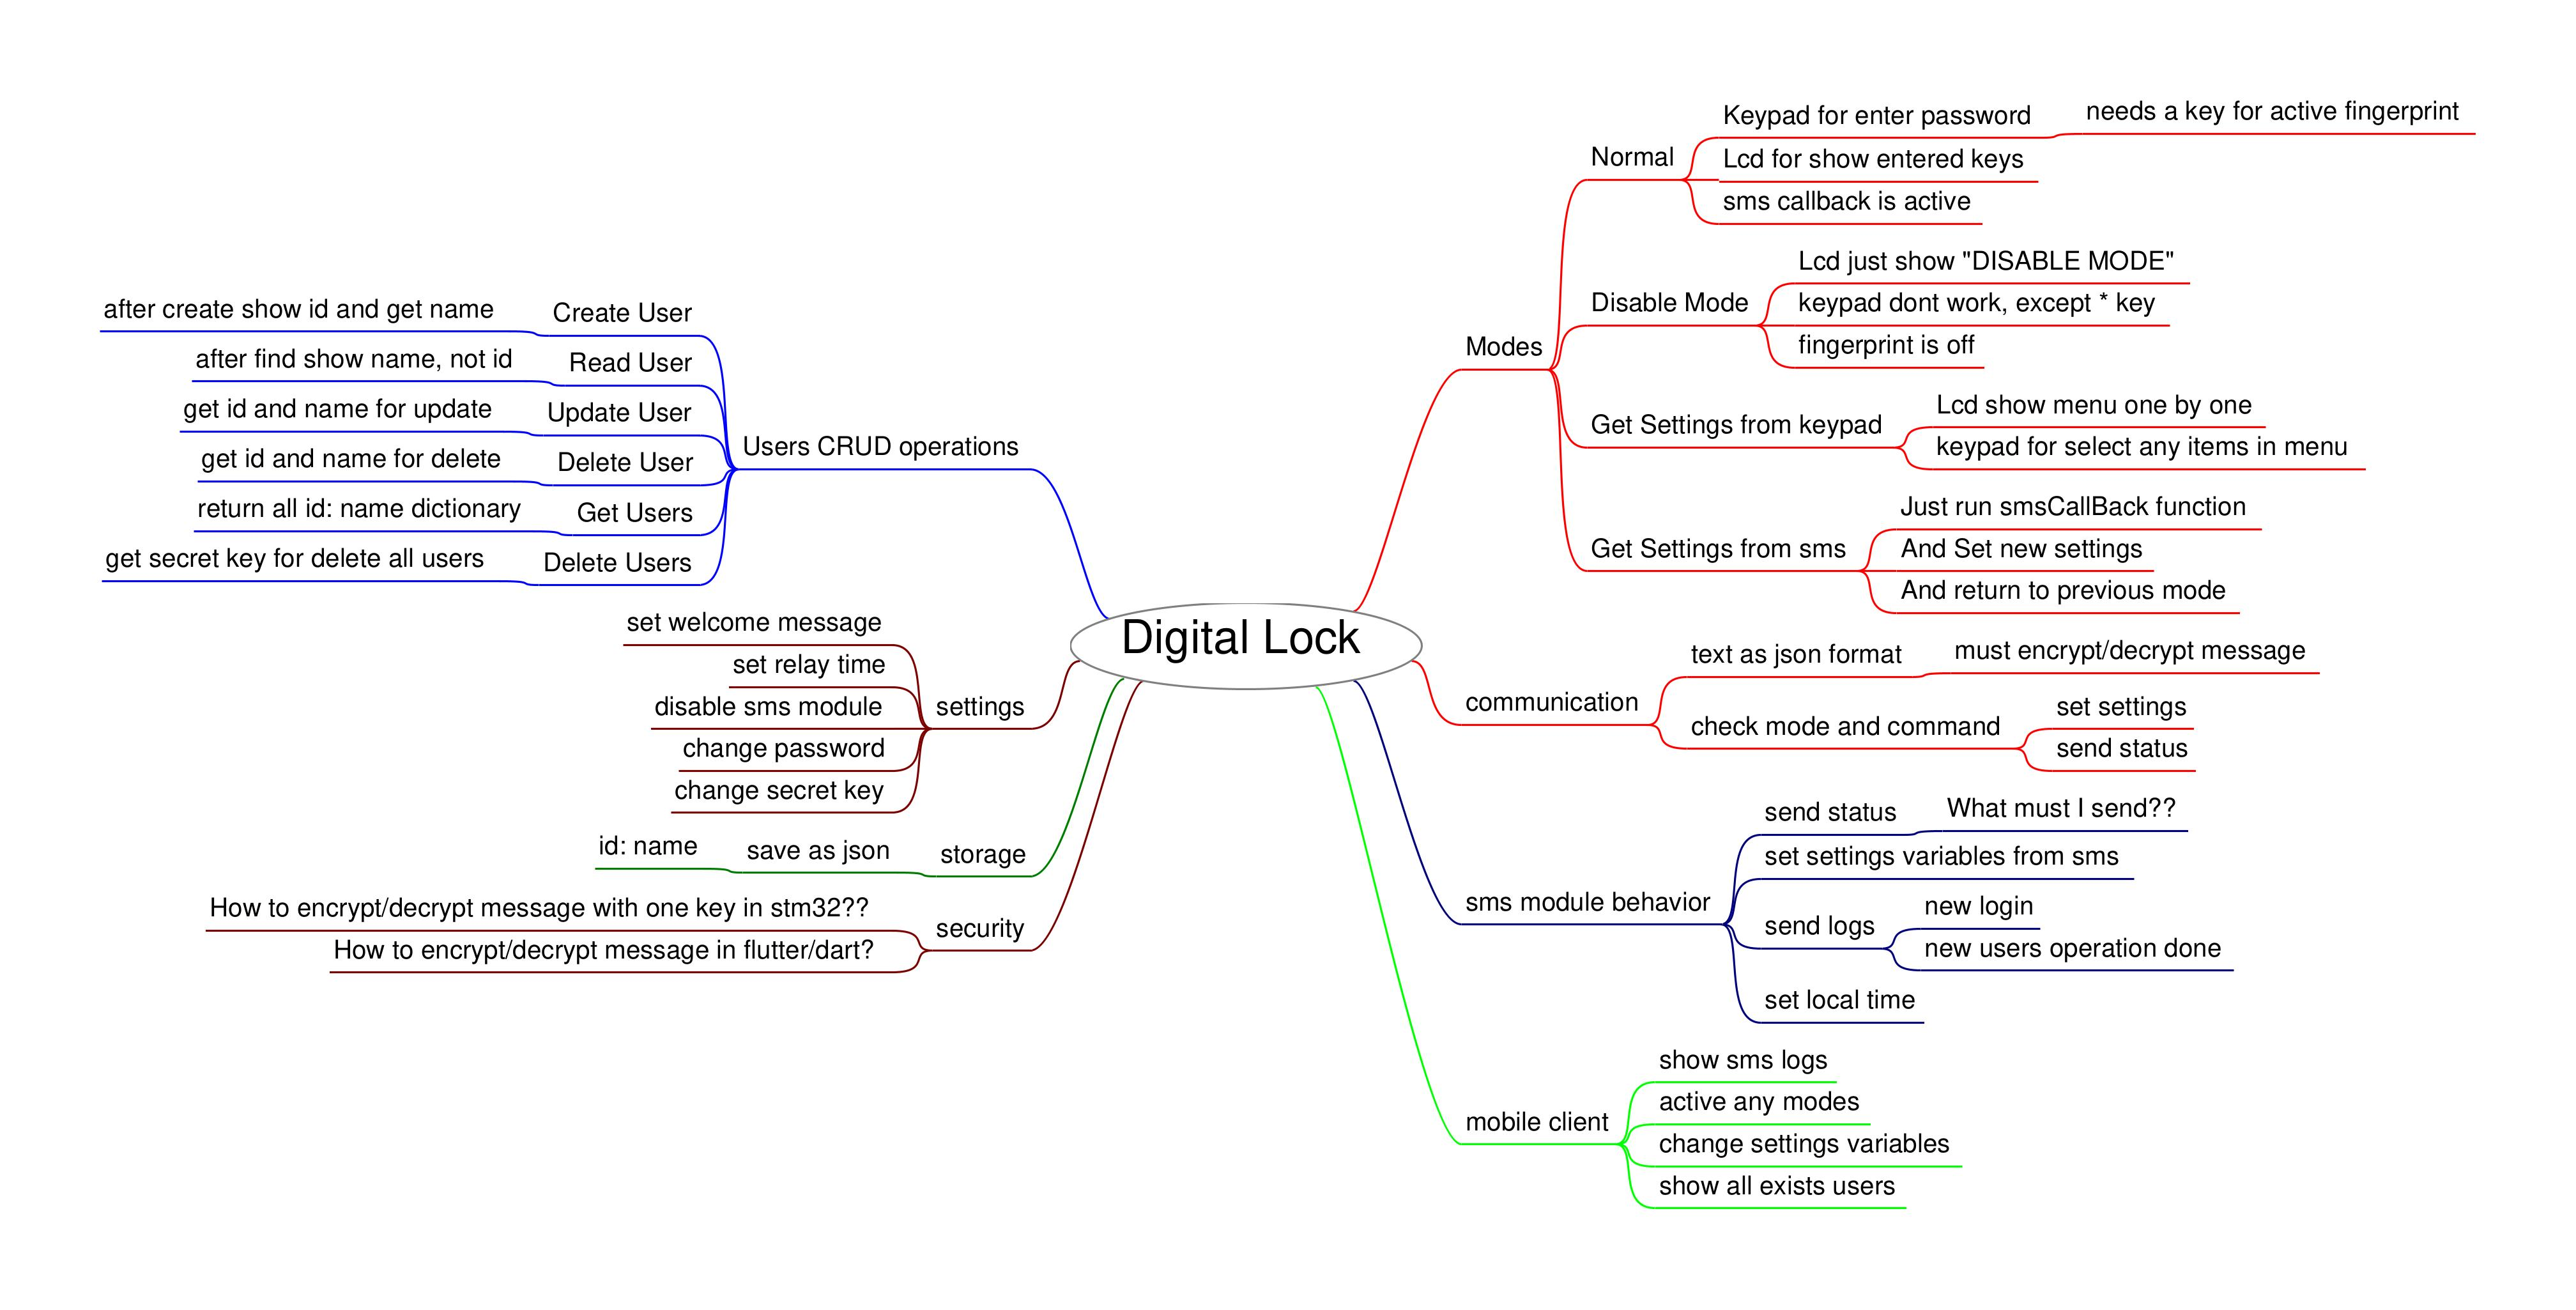 Digital Lock
Modes
Normal
Keypad for enter password
needs a key for active fingerprint
Lcd for show entered keys
sms callback is active
Disable Mode
Lcd just show "DISABLE MODE"
keypad dont work, except * key
fingerprint is off
Get Settings from keypad
Lcd show menu one by one
keypad for select any items in menu
Get Settings from sms
Just run smsCallBack function
And Set new settings
And return to previous mode
communication
text as json format
must encrypt/decrypt message
check mode and command
set settings
send status
sms module behavior
send status
What must I send??
set settings variables from sms
send logs
new login
new users operation done
set local time
mobile client
show sms logs
active any modes
change settings variables
show all exists users
Users CRUD operations
Create User
after create show id and get name
Read User
after find show name, not id
Update User
get id and name for update
Delete User
get id and name for delete
Get Users
return all id: name dictionary
Delete Users
get secret key for delete all users
settings
set welcome message
set relay time
disable sms module
change password
change secret key
storage
save as json
id: name
security
How to encrypt/decrypt message with one key in stm32??
How to encrypt/decrypt message in flutter/dart?